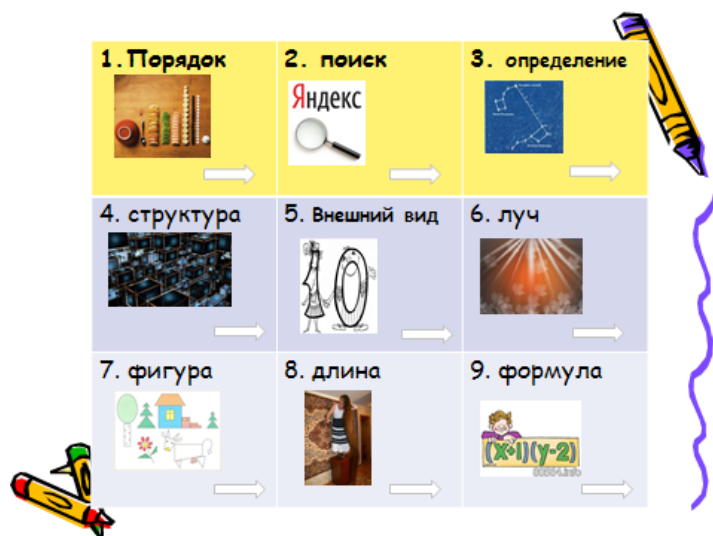 1. Порядок
2. поиск
Яндекс
3. определение
4. структура
5. Внешний вид
10
6. луч
7. фигура
8. длина
9. формула
(x+1)(y-2)